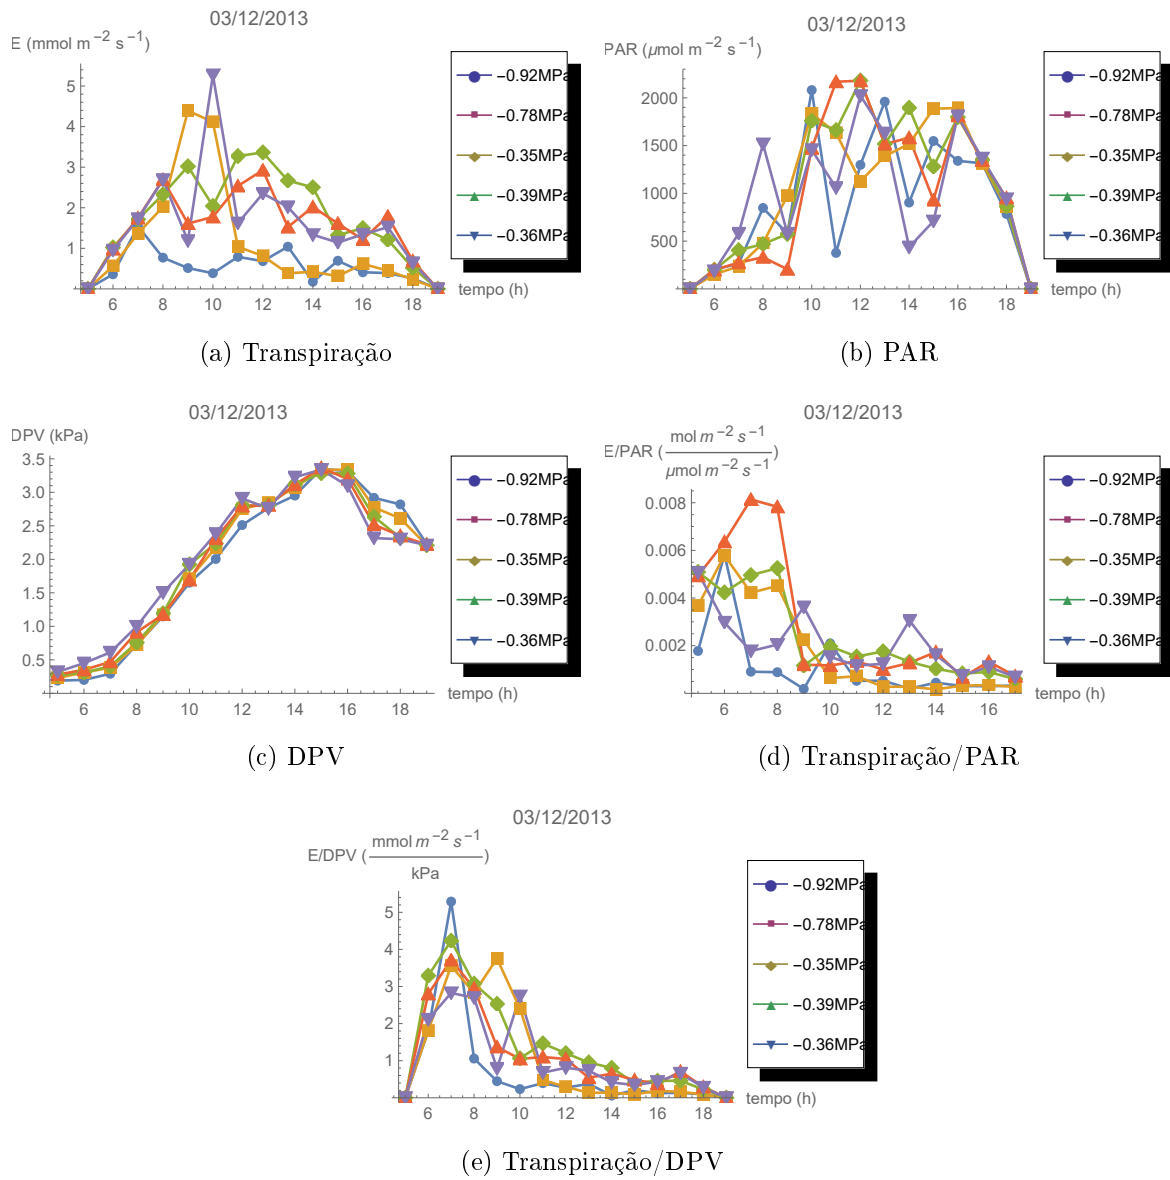 03/12/2013
E (mmol m⁻² s⁻¹)
5
4
3
2
1
6 8 10 12 14 16 18
tempo (h)
−0.92MPa
−0.78MPa
−0.35MPa
−0.39MPa
−0.36MPa
(a) Transpiração
03/12/2013
PAR (μmol m⁻² s⁻¹)
2000
1500
1000
500
6 8 10 12 14 16 18
tempo (h)
−0.92MPa
−0.78MPa
−0.35MPa
−0.39MPa
−0.36MPa
(b) PAR
03/12/2013
DPV (kPa)
3.5
3.0
2.5
2.0
1.5
1.0
0.5
6 8 10 12 14 16 18
tempo (h)
−0.92MPa
−0.78MPa
−0.35MPa
−0.39MPa
−0.36MPa
(c) DPV
03/12/2013
E/PAR (mol m⁻² s⁻¹ / μmol m⁻² s⁻¹)
0.008
0.006
0.004
0.002
6 8 10 12 14 16
tempo (h)
−0.92MPa
−0.78MPa
−0.35MPa
−0.39MPa
−0.36MPa
(d) Transpiração/PAR
03/12/2013
E/DPV (mmol m⁻² s⁻¹ / kPa)
5
4
3
2
1
6 8 10 12 14 16 18
tempo (h)
−0.92MPa
−0.78MPa
−0.35MPa
−0.39MPa
−0.36MPa
(e) Transpiração/DPV